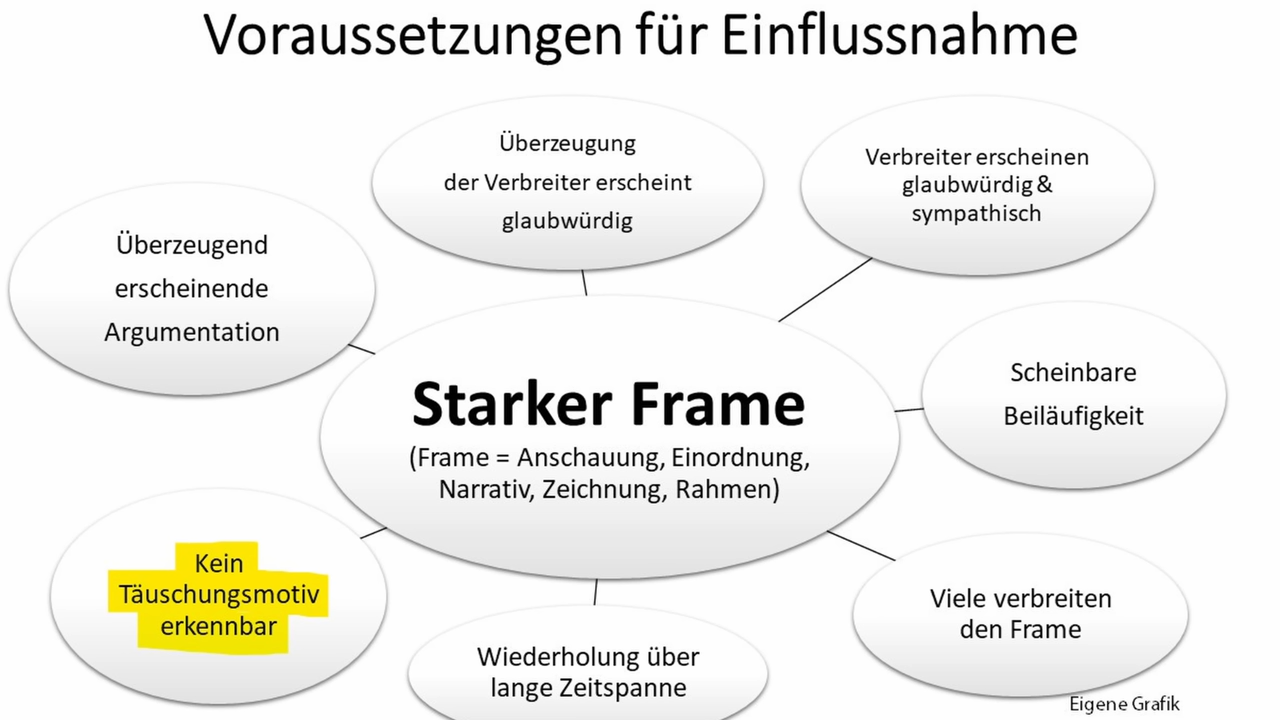 Voraussetzungen für Einflussnahme
Überzeugung
der Verbreiter erscheint
glaubwürdig
Verbreiter erscheinen
glaubwürdig &
sympathisch
Überzeugend
erscheinende
Argumentation
Starker Frame
(Frame = Anschauung, Einordnung,
Narrativ, Zeichnung, Rahmen)
Scheinbare
Beiläufigkeit
Kein
Täuschungsmotiv
erkennbar
Wiederholung über
lange Zeitspanne
Viele verbreiten
den Frame
Eigene Grafik